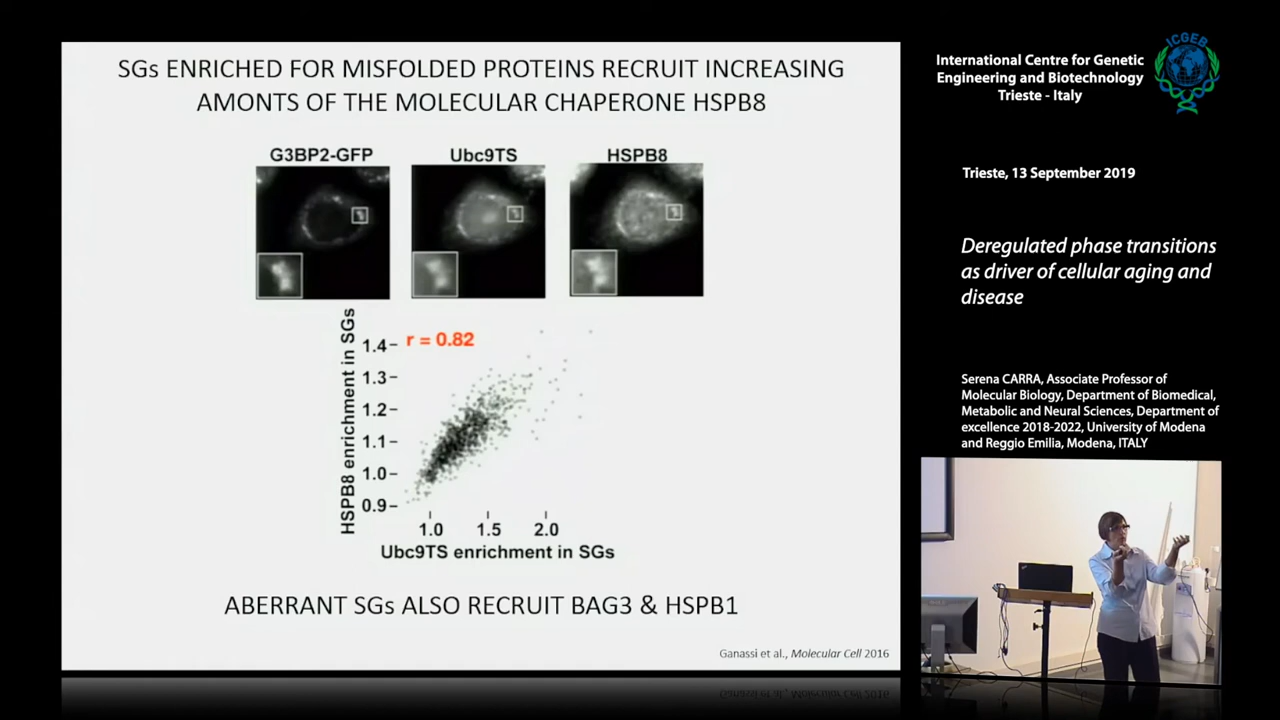 SGs ENRICHED FOR MISFOLDED PROTEINS RECRUIT INCREASING
AMONTS OF THE MOLECULAR CHAPERONE HSPB8
G3BP2-GFP
Ubc9TS
HSPB8
HSPB8 enrichment in SGs
1.4
1.3
1.2
1.1
1.0
0.9
r = 0.82
1.0
1.5
2.0
Ubc9TS enrichment in SGs
ABERRANT SGs ALSO RECRUIT BAG3 & HSPB1
Ganassi et al., Molecular Cell 2016
International Centre for Genetic
Engineering and Biotechnology
Trieste - Italy
ICGEB
Trieste, 13 September 2019
Deregulated phase transitions
as driver of cellular aging and
disease
Serena CARRA, Associate Professor of
Molecular Biology, Department of Biomedical,
Metabolic and Neural Sciences, Department of
excellence 2018-2022, University of Modena
and Reggio Emilia, Modena, ITALY